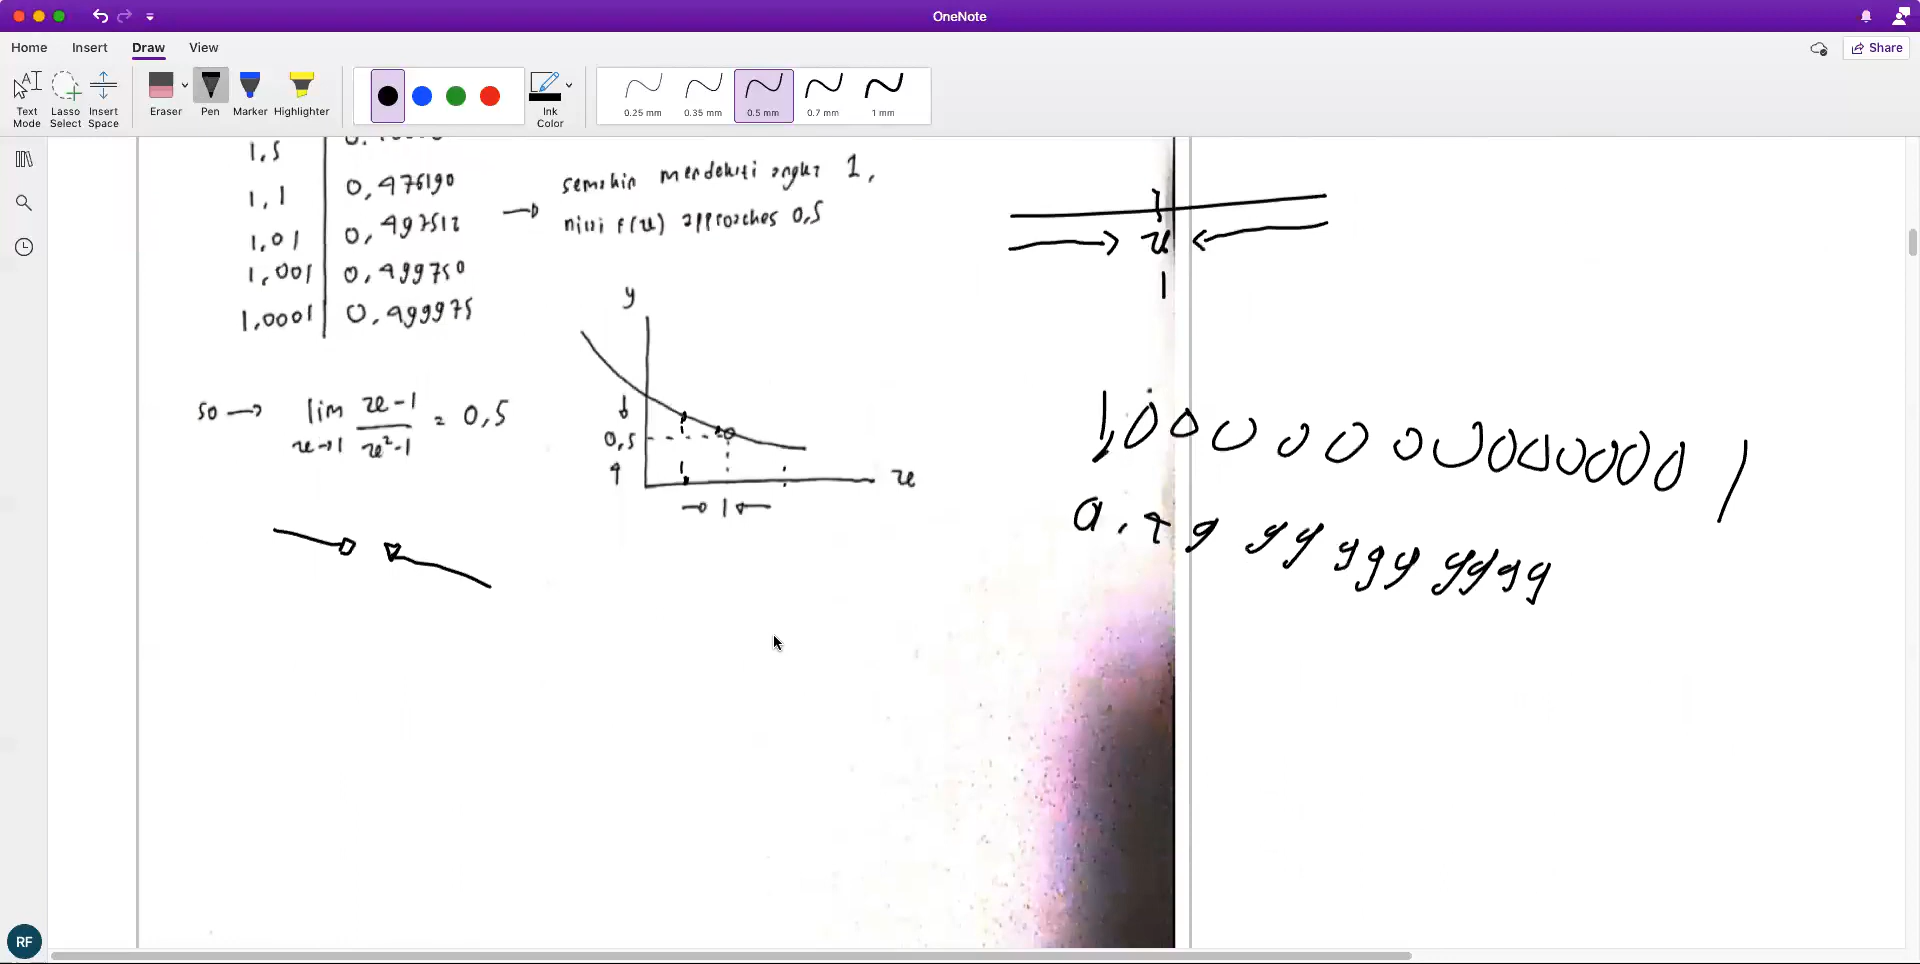 OneNote
Home Insert Draw View
Share
Text Mode
Lasso Select
Insert Space
Eraser
Pen
Marker
Highlighter
Ink Color
0.25 mm
0.35 mm
0.5 mm
0.7 mm
1 mm
1,5
1,1 0,476190
1,01 0,497512
1,001 0,499750
1,0001 0,499975
semakin mendekati angka 1,
nilai f(x) approaches 0,5
x
1
y
0,5
x
1
so → lim x→1 x-1 / x²-1 = 0,5
1,00000000000001
0,49999999999999
RF